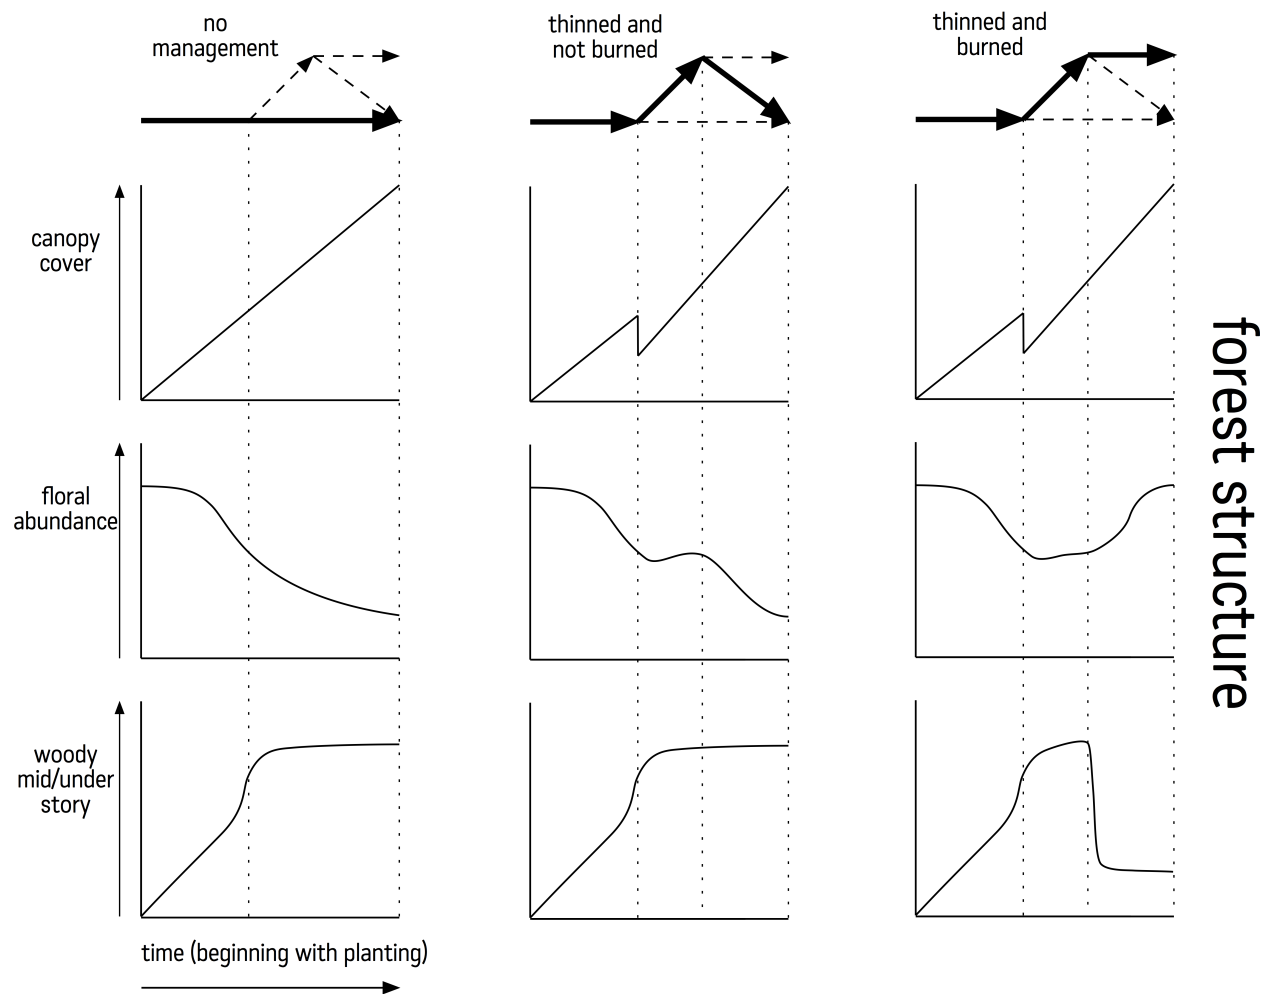 no
management
thinned and
not burned
thinned and
burned
canopy
cover
floral
abundance
woody
mid/under
story
time (beginning with planting)
forest structure